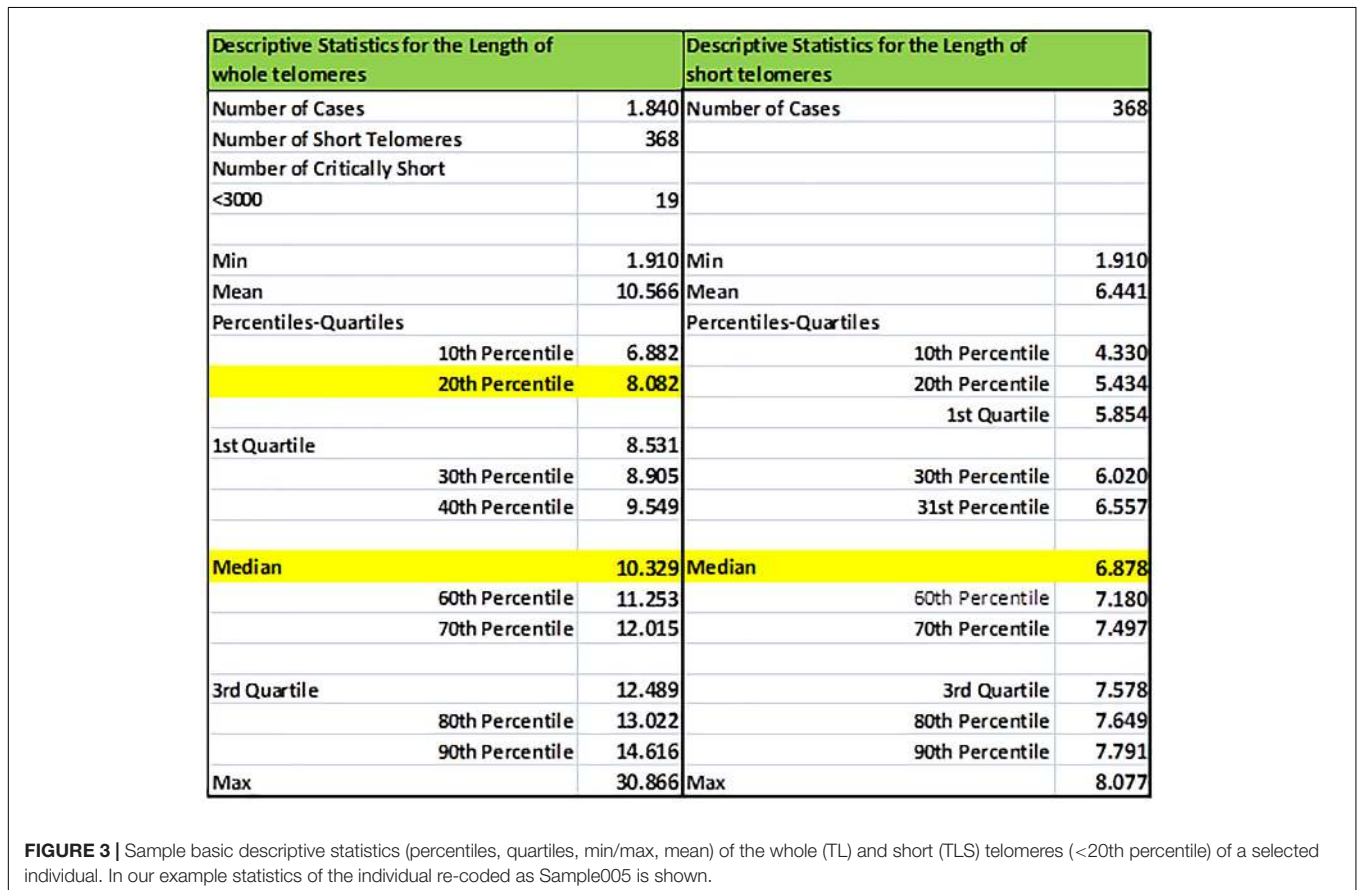 Descriptive Statistics for the Length of whole telomeres
Descriptive Statistics for the Length of short telomeres
Number of Cases 1.840 Number of Cases 368
Number of Short Telomeres 368
Number of Critically Short
<3000 19
Min 1.910 Min 1.910
Mean 10.566 Mean 6.441
Percentiles-Quartiles Percentiles-Quartiles
10th Percentile 6.882 10th Percentile 4.330
20th Percentile 8.082 20th Percentile 5.434
1st Quartile 5.854
1st Quartile 8.531
30th Percentile 8.905 30th Percentile 6.020
40th Percentile 9.549 31st Percentile 6.557
Median 10.329 Median 6.878
60th Percentile 11.253 60th Percentile 7.180
70th Percentile 12.015 70th Percentile 7.497
3rd Quartile 12.489 3rd Quartile 7.578
80th Percentile 13.022 80th Percentile 7.649
90th Percentile 14.616 90th Percentile 7.791
Max 30.866 Max 8.077
FIGURE 3 | Sample basic descriptive statistics (percentiles, quartiles, min/max, mean) of the whole (TL) and short (TLS) telomeres (<20th percentile) of a selected
individual. In our example statistics of the individual re-coded as Sample005 is shown.